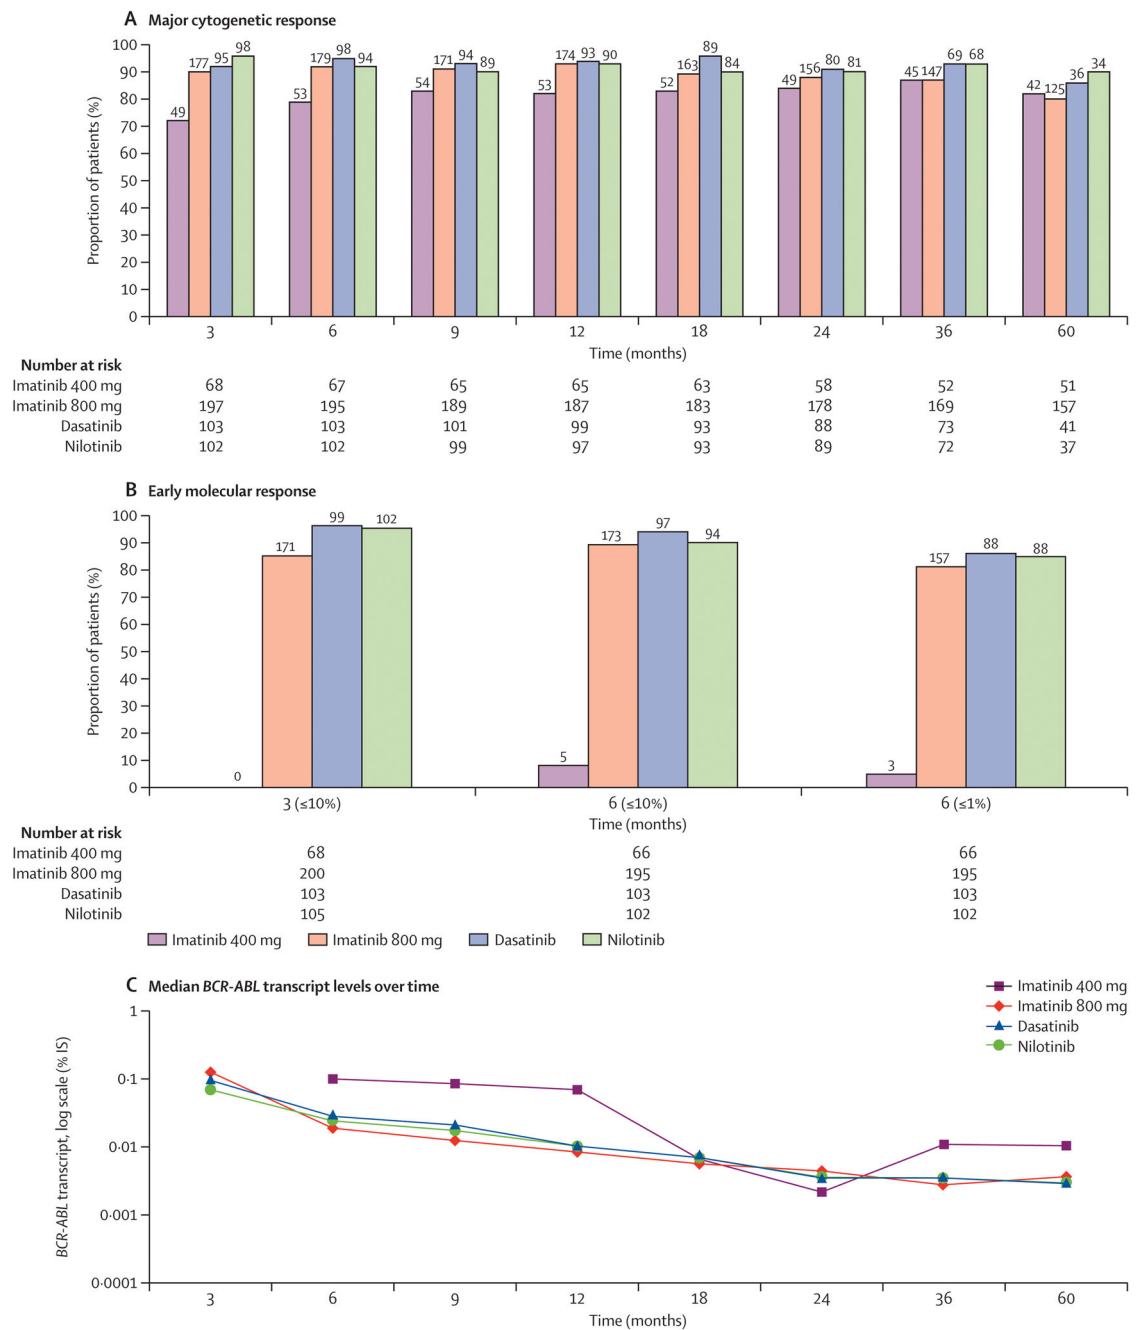 A Major cytogenetic response
Proportion of patients (%)
100
90
80
70
60
50
40
30
20
10
0
49 177 95 98 53 179 98 94 54 171 94 89 53 174 93 90 52 163 89 84 49 156 80 81 45 147 69 68 42 125 36 34
3 6 9 12 18 24 36 60
Time (months)
Number at risk
Imatinib 400 mg 68 67 65 65 63 58 52 51
Imatinib 800 mg 197 195 189 187 183 178 169 157
Dasatinib 103 103 101 99 93 88 73 41
Nilotinib 102 102 99 97 93 89 72 37
B Early molecular response
Proportion of patients (%)
100
90
80
70
60
50
40
30
20
10
0
0 171 99 102 5 173 97 94 3 157 88 88
3 (≤10%) 6 (≤10%) 6 (≤1%)
Time (months)
Number at risk
Imatinib 400 mg 68 66 66
Imatinib 800 mg 200 195 195
Dasatinib 103 103 103
Nilotinib 105 102 102
Imatinib 400 mg Imatinib 800 mg Dasatinib Nilotinib
C Median BCR-ABL transcript levels over time
Imatinib 400 mg
Imatinib 800 mg
Dasatinib
Nilotinib
BCR-ABL transcript, log scale (% IS)
1
0·1
0·01
0·001
0·0001
3 6 9 12 18 24 36 60
Time (months)